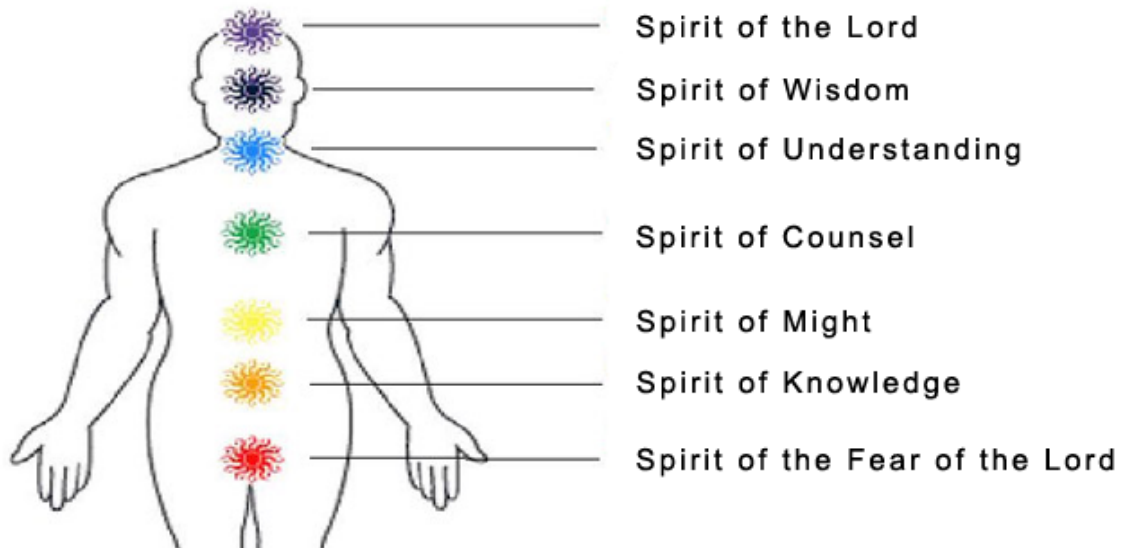 Spirit of the Lord
Spirit of Wisdom
Spirit of Understanding
Spirit of Counsel
Spirit of Might
Spirit of Knowledge
Spirit of the Fear of the Lord